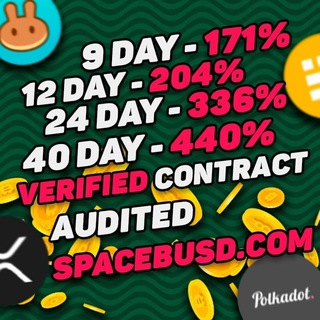 9 DAY - 171%
12 DAY - 204%
24 DAY - 336%
40 DAY - 440%
VERIFIED CONTRACT
AUDITED
SPACEBUSD.COM
Polkadot.